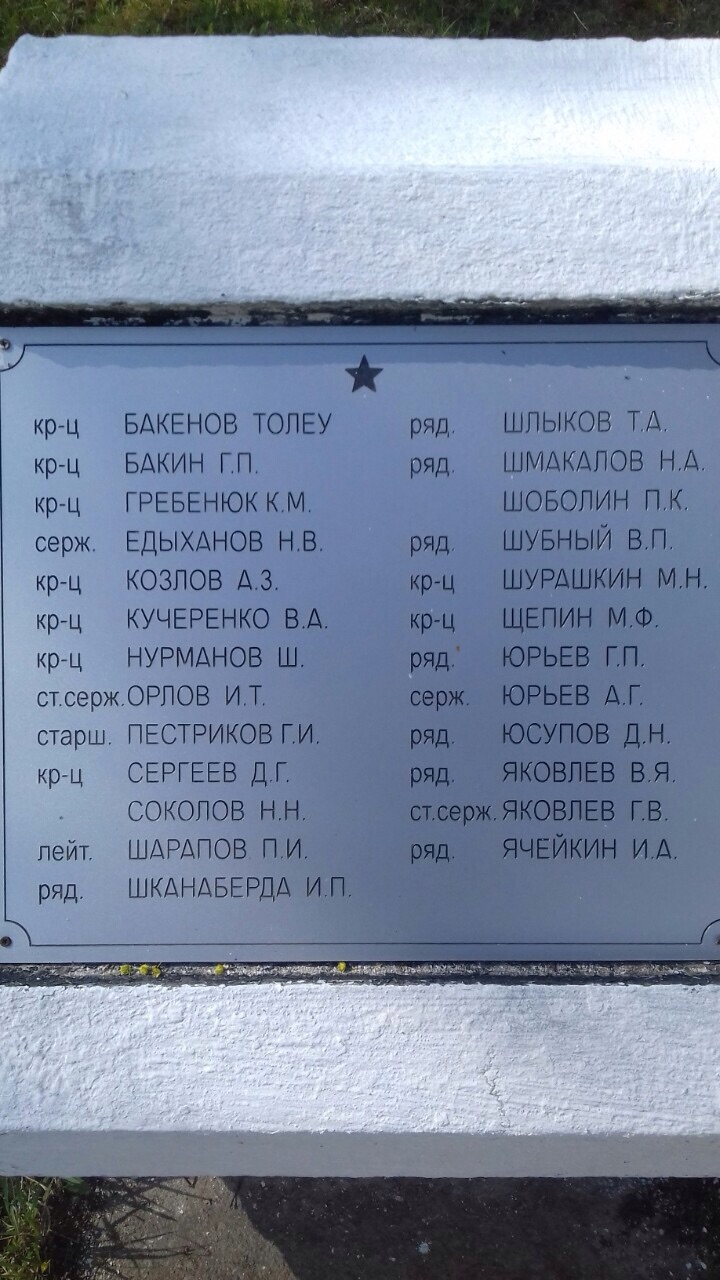 кр-ц БАКЕНОВ ТОЛЕУ
кр-ц БАКИН Г.П.
кр-ц ГРЕБЕНЮК К.М.
серж. ЕДЫХАНОВ Н.В.
кр-ц КОЗЛОВ А.З.
кр-ц КУЧЕРЕНКО В.А.
кр-ц НУРМАНОВ Ш.
ст.серж. ОРЛОВ И.Т.
старш. ПЕСТРИКОВ Г.И.
кр-ц СЕРГЕЕВ Д.Г.
СОКОЛОВ Н.Н.
лейт. ШАРАПОВ П.И.
ряд. ШКАНАБЕРДА И.П.
ряд. ШЛЫКОВ Т.А.
ряд. ШМАКАЛОВ Н.А.
ШОБОЛИН П.К.
ряд. ШУБНЫЙ В.П.
кр-ц ШУРАШКИН М.Н.
кр-ц ЩЕПИН М.Ф.
ряд. ЮРЬЕВ Г.П.
серж. ЮРЬЕВ А.Г.
ряд. ЮСУПОВ Д.Н.
ряд. ЯКОВЛЕВ В.Я.
ст.серж. ЯКОВЛЕВ Г.В.
ряд. ЯЧЕЙКИН И.А.